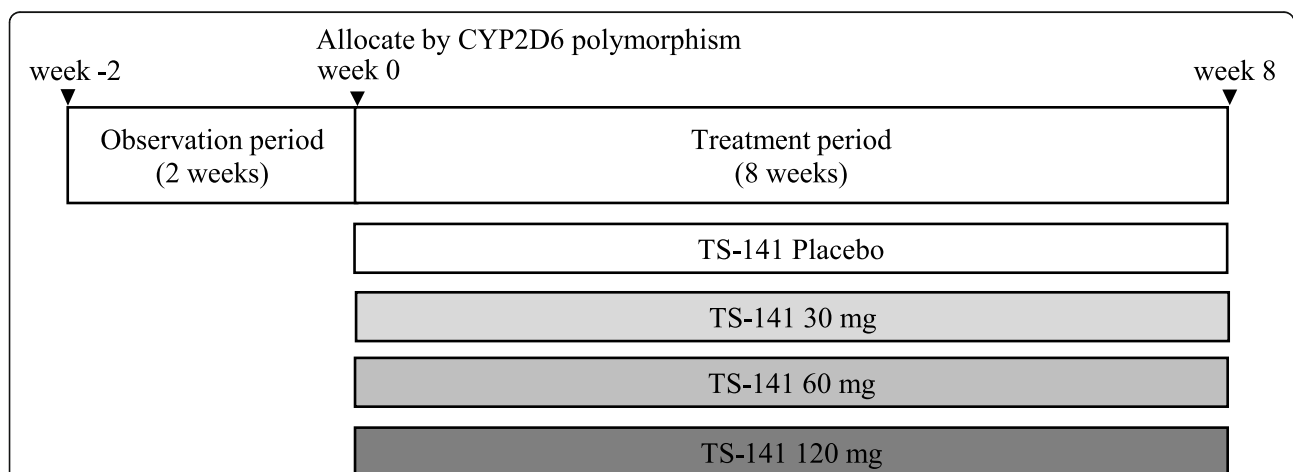 Allocate by CYP2D6 polymorphism
week -2
week 0
week 8
Observation period
(2 weeks)
Treatment period
(8 weeks)
TS-141 Placebo
TS-141 30 mg
TS-141 60 mg
TS-141 120 mg